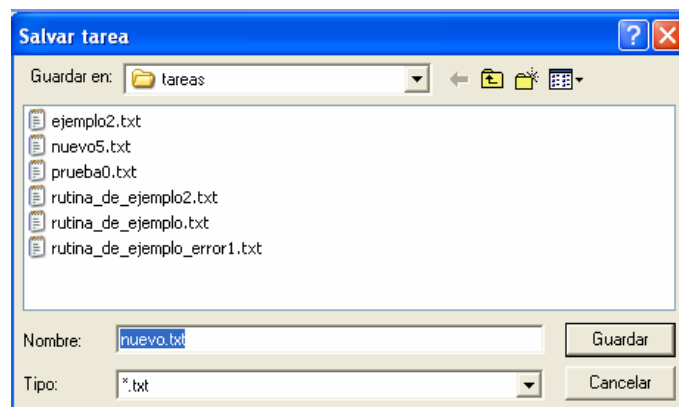 Salvar tarea
Guardar en: tareas
ejemplo2.txt
nuevo5.txt
prueba0.txt
rutina_de_ejemplo2.txt
rutina_de_ejemplo.txt
rutina_de_ejemplo_error1.txt
Nombre: nuevo.txt Guardar
Tipo: *.txt Cancelar